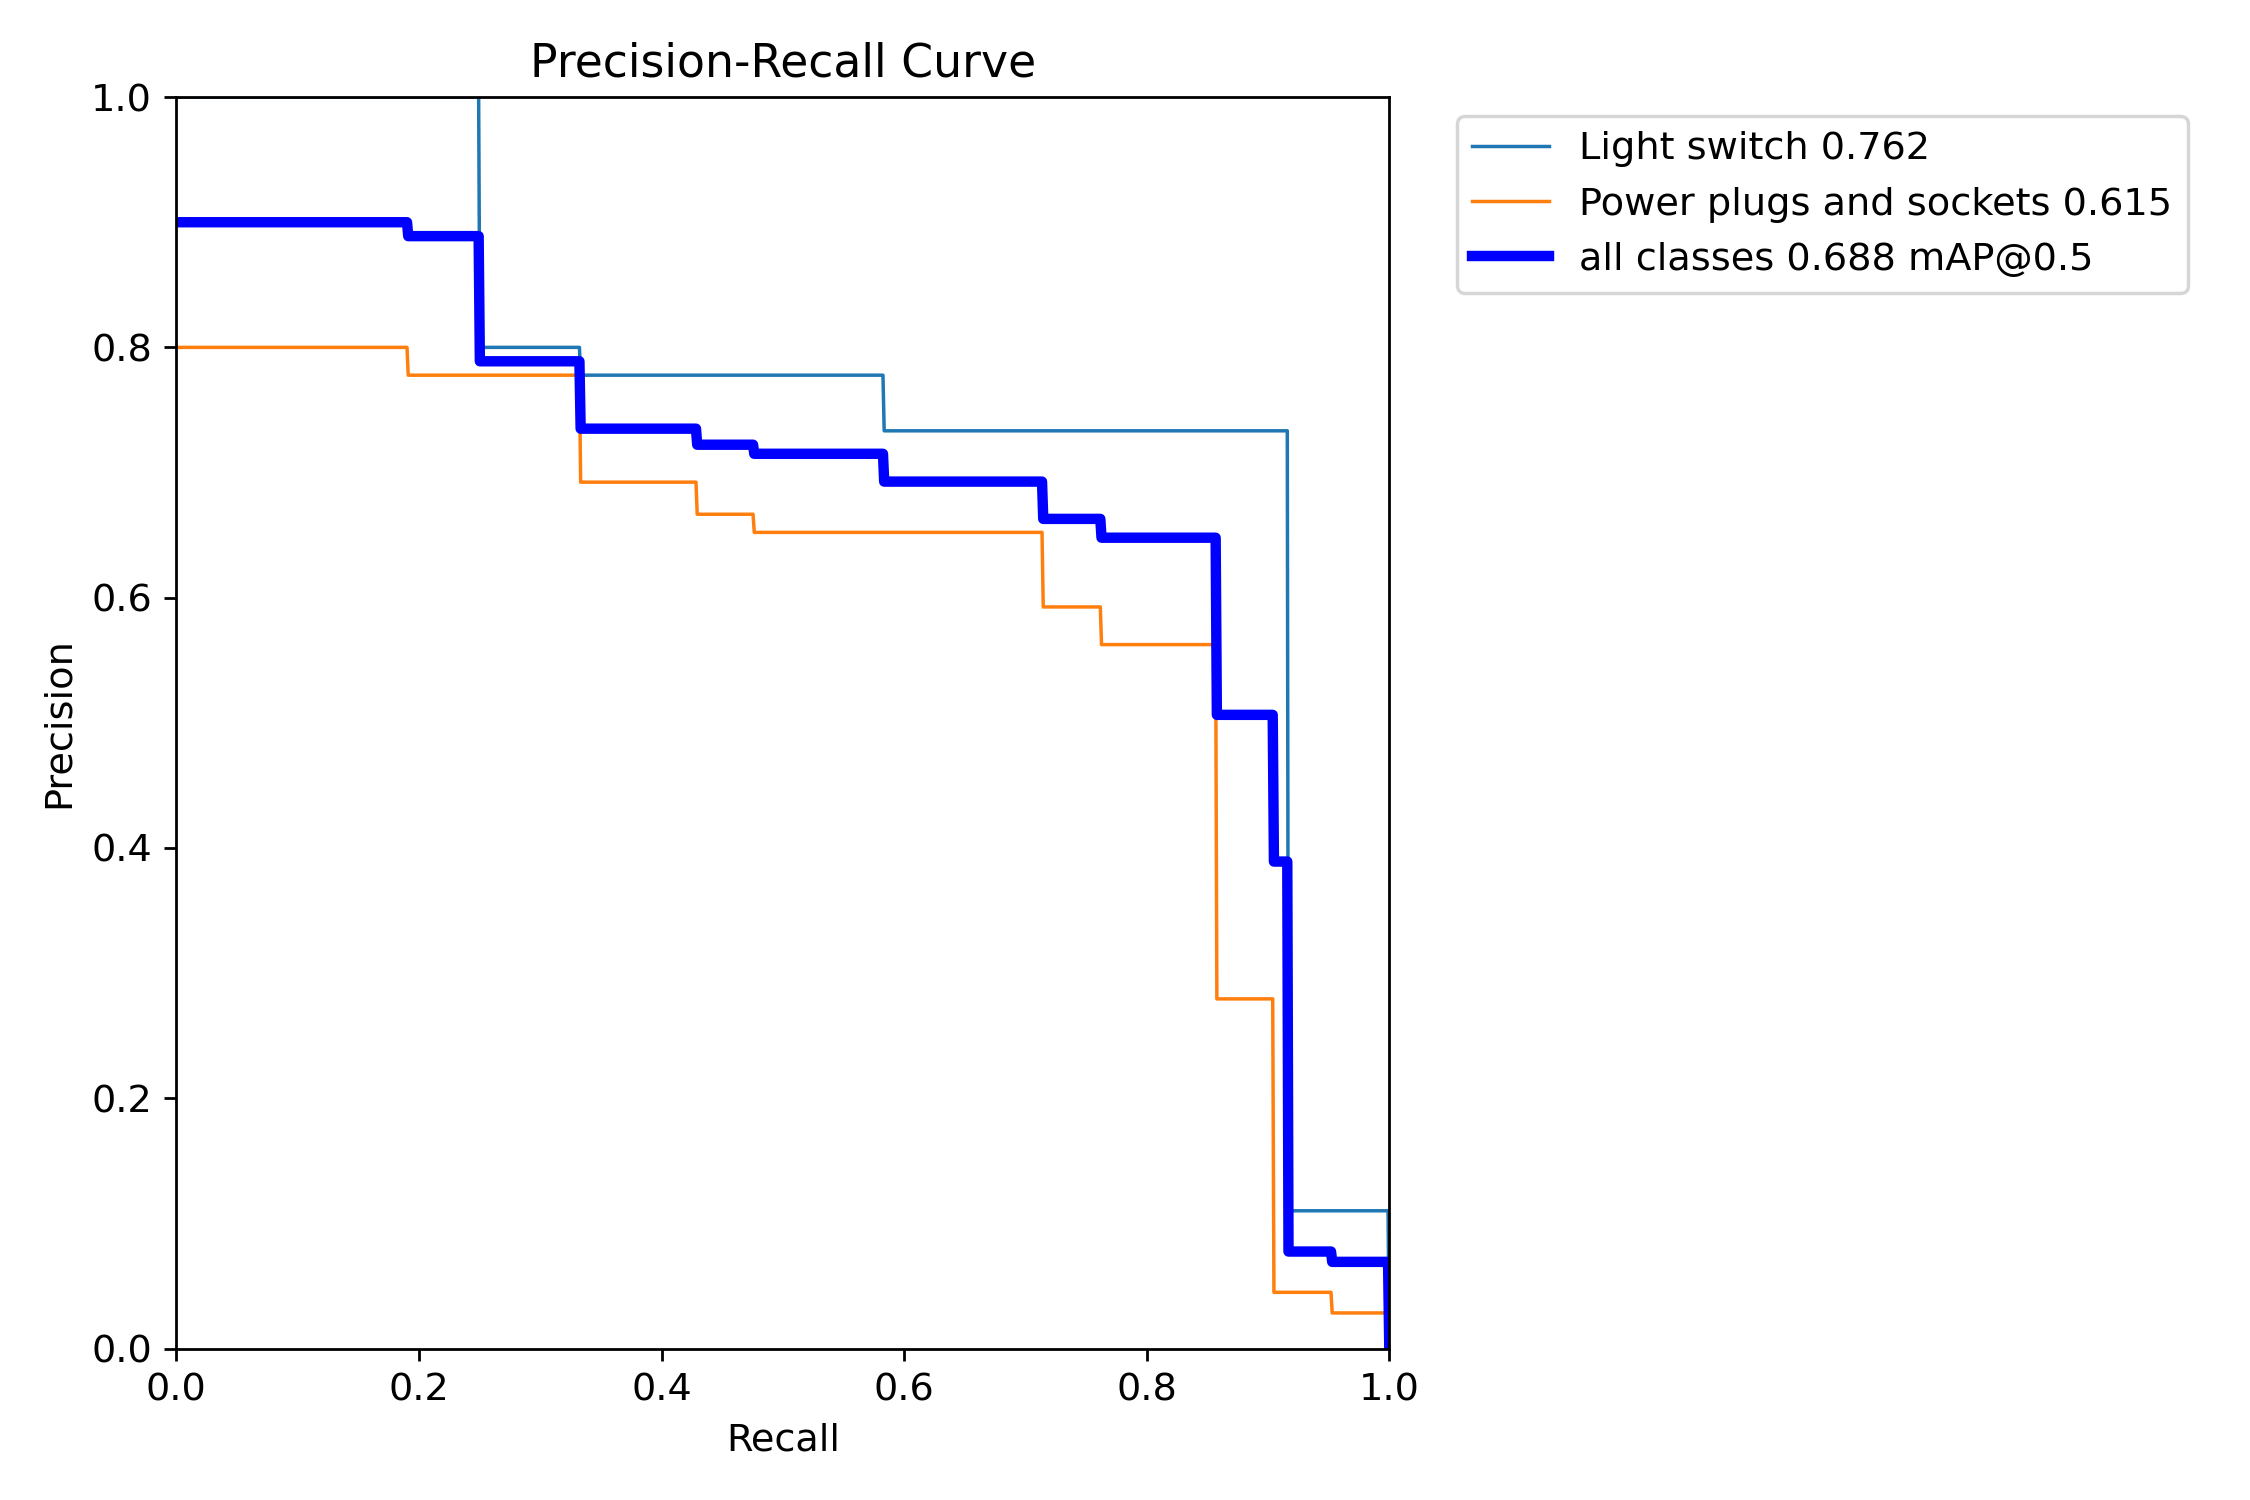 Precision-Recall Curve
1.0
0.8
0.6
0.4
0.2
0.0
Precision
0.0 0.2 0.4 0.6 0.8 1.0
Recall
Light switch 0.762
Power plugs and sockets 0.615
all classes 0.688 mAP@0.5